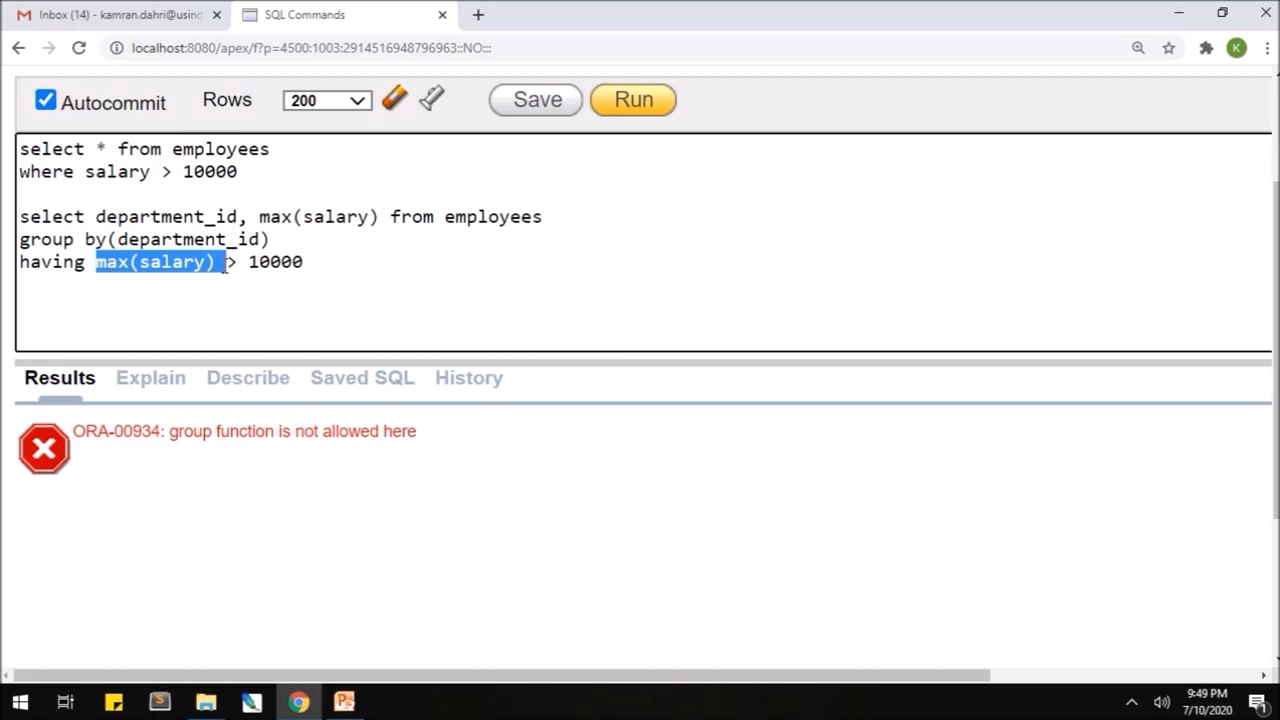 Inbox (14) - kamran.dahri@usind
SQL Commands
localhost:8080/apex/f?p=4500:1003:2914516948796963::NO:::
K
Autocommit Rows 200 Save Run
select * from employees
where salary > 10000
select department_id, max(salary) from employees
group by(department_id)
having max(salary) > 10000
Results Explain Describe Saved SQL History
ORA-00934: group function is not allowed here
9:49 PM
7/10/2020
1